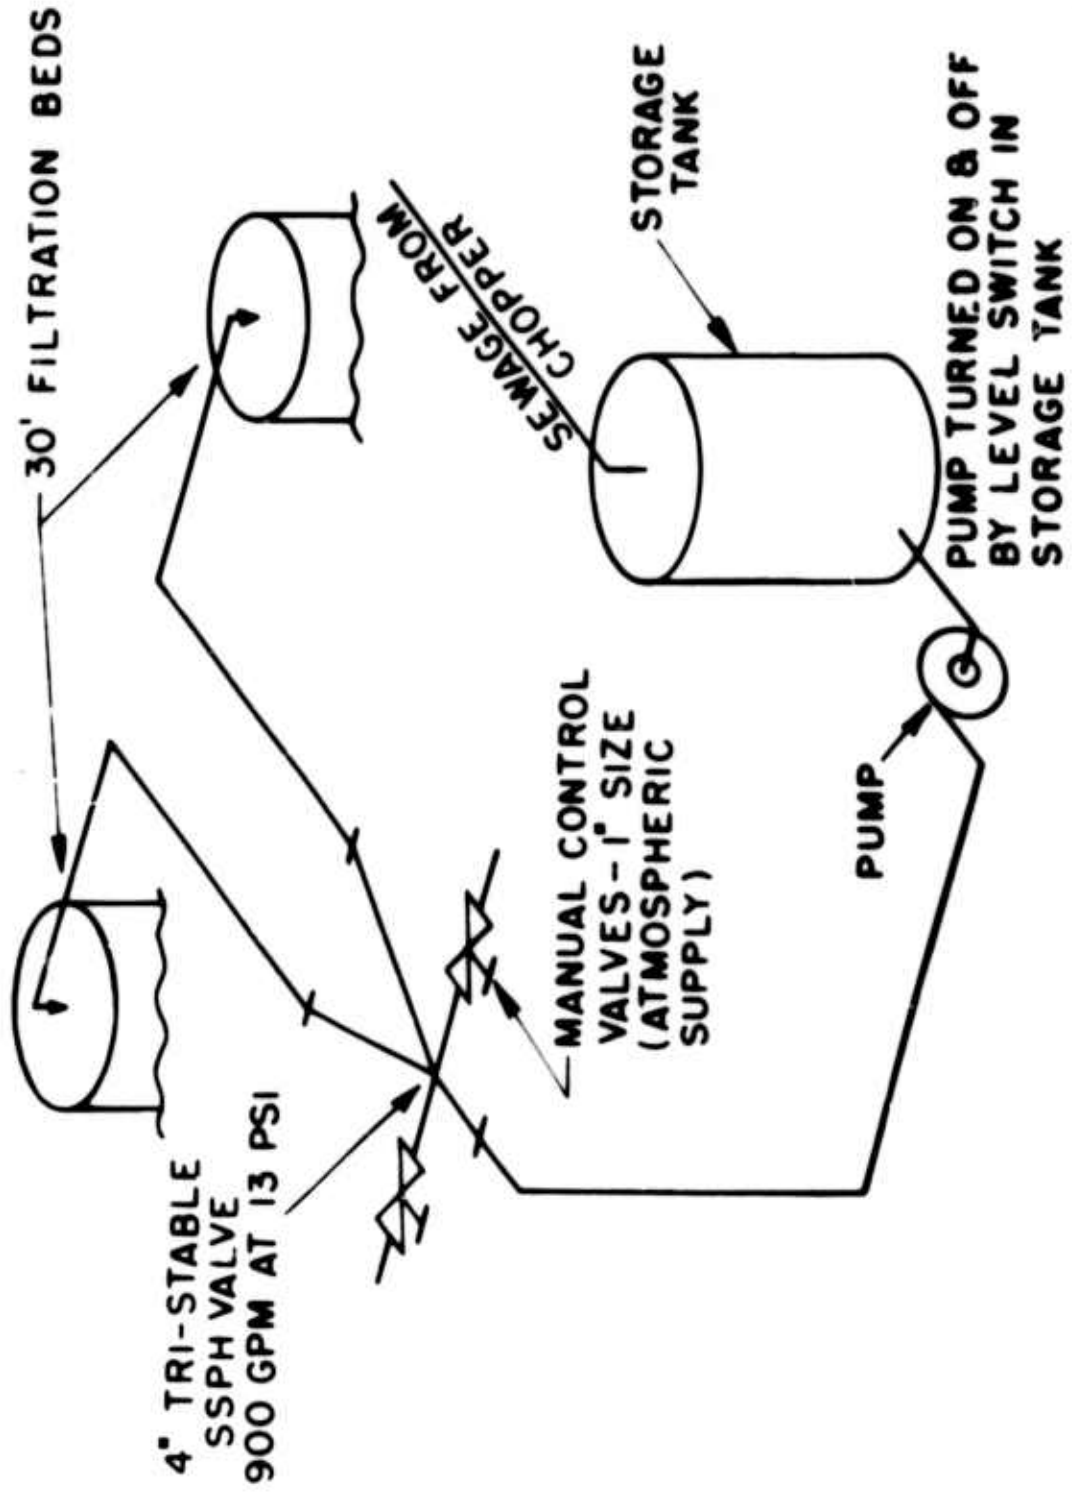 30' FILTRATION BEDS
4" TRI-STABLE
SSPH VALVE
900 GPM AT 13 PSI
SEWAGE FROM
CHOPPER
STORAGE
TANK
MANUAL CONTROL
VALVES-1" SIZE
(ATMOSPHERIC
SUPPLY)
PUMP
PUMP TURNED ON & OFF
BY LEVEL SWITCH IN
STORAGE TANK